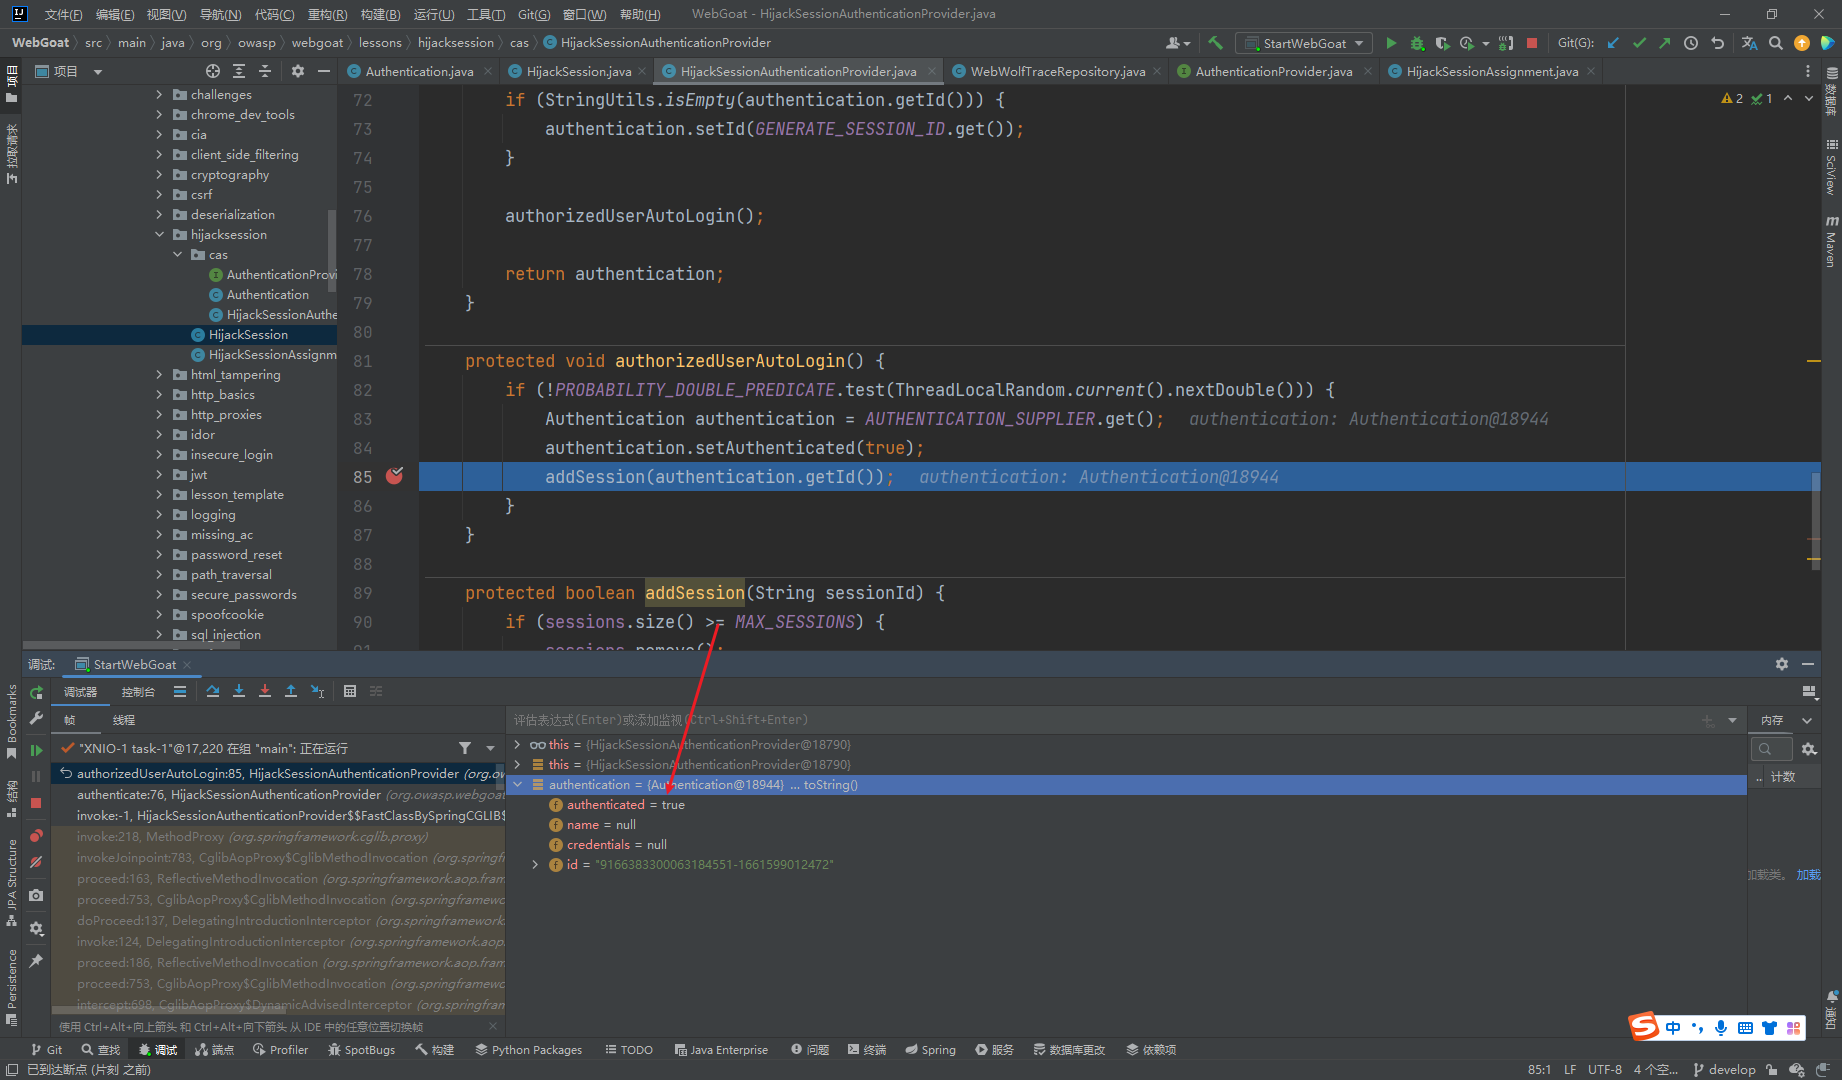 文件(F) 编辑(E) 视图(V) 导航(N) 代码(C) 重构(R) 构建(B) 运行(U) 工具(T) Git(G) 窗口(W) 帮助(H) WebGoat - HijackSessionAuthenticationProvider.java
WebGoat src main java org owasp webgoat lessons hijacksession cas HijackSessionAuthenticationProvider StartWebGoat Git(G):
项目 Authentication.java HijackSession.java HijackSessionAuthenticationProvider.java WebWolfTraceRepository.java AuthenticationProvider.java HijackSessionAssignment.java
项目
拉取请求
challenges
chrome_dev_tools
cia
client_side_filtering
cryptography
csrf
deserialization
hijacksession
cas
AuthenticationProvi
Authentication
HijackSessionAuthe
HijackSession
HijackSessionAssignm
html_tampering
http_basics
http_proxies
idor
insecure_login
jwt
lesson_template
logging
missing_ac
password_reset
path_traversal
secure_passwords
spoofcookie
sql_injection
72 if (StringUtils.isEmpty(authentication.getId())) {
73 authentication.setId(GENERATE_SESSION_ID.get());
74 }
75
76 authorizedUserAutoLogin();
77
78 return authentication;
79 }
80
81 protected void authorizedUserAutoLogin() {
82 if (!PROBABILITY_DOUBLE_PREDICATE.test(ThreadLocalRandom.current().nextDouble())) {
83 Authentication authentication = AUTHENTICATION_SUPPLIER.get(); authentication: Authentication@18944
84 authentication.setAuthenticated(true);
85 addSession(authentication.getId()); authentication: Authentication@18944
86 }
87 }
88
89 protected boolean addSession(String sessionId) {
90 if (sessions.size() >= MAX_SESSIONS) {
91 sessions.remove();
2 1
数据库
SciView
Maven
调试: StartWebGoat
调试器 控制台
帧 线程
"XNIO-1 task-1"@17,220 在组 "main": 正在运行
authorizedUserAutoLogin:85, HijackSessionAuthenticationProvider (org.ow
authenticate:76, HijackSessionAuthenticationProvider (org.owasp.webgoat
invoke:-1, HijackSessionAuthenticationProvider$$FastClassBySpringCGLIB$
invoke:218, MethodProxy (org.springframework.cglib.proxy)
invokeJoinpoint:783, CglibAopProxy$CglibMethodInvocation (org.springf
proceed:163, ReflectiveMethodInvocation (org.springframework.aop.fram
proceed:753, CglibAopProxy$CglibMethodInvocation (org.springframewo
doProceed:137, DelegatingIntroductionInterceptor (org.springframework.
invoke:124, DelegatingIntroductionInterceptor (org.springframework.aop.
proceed:186, ReflectiveMethodInvocation (org.springframework.aop.fram
proceed:753, CglibAopProxy$CglibMethodInvocation (org.springframewo
intercept:698, CglibAopProxy$DynamicAdvisedInterceptor (org.springfram
使用 Ctrl+Alt+向上箭头 和 Ctrl+Alt+向下箭头 从 IDE 中的任意位置切换帧
评估表达式(Enter)或添加监视(Ctrl+Shift+Enter)
this = {HijackSessionAuthenticationProvider@18790}
this = {HijackSessionAuthenticationProvider@18790}
authentication = {Authentication@18944} ... toString()
authenticated = true
name = null
credentials = null
id = "9166383300063184551-1661599012472"
内存
.. 计数
加载类。 加载
Bookmarks
结构
JPA Structure
Persistence
通知
中
Git 查找 调试 端点 Profiler SpotBugs 构建 Python Packages TODO Java Enterprise 问题 终端 Spring 服务 数据库更改 依赖项
已到达断点 (片刻 之前) 85:1 LF UTF-8 4 个空... develop